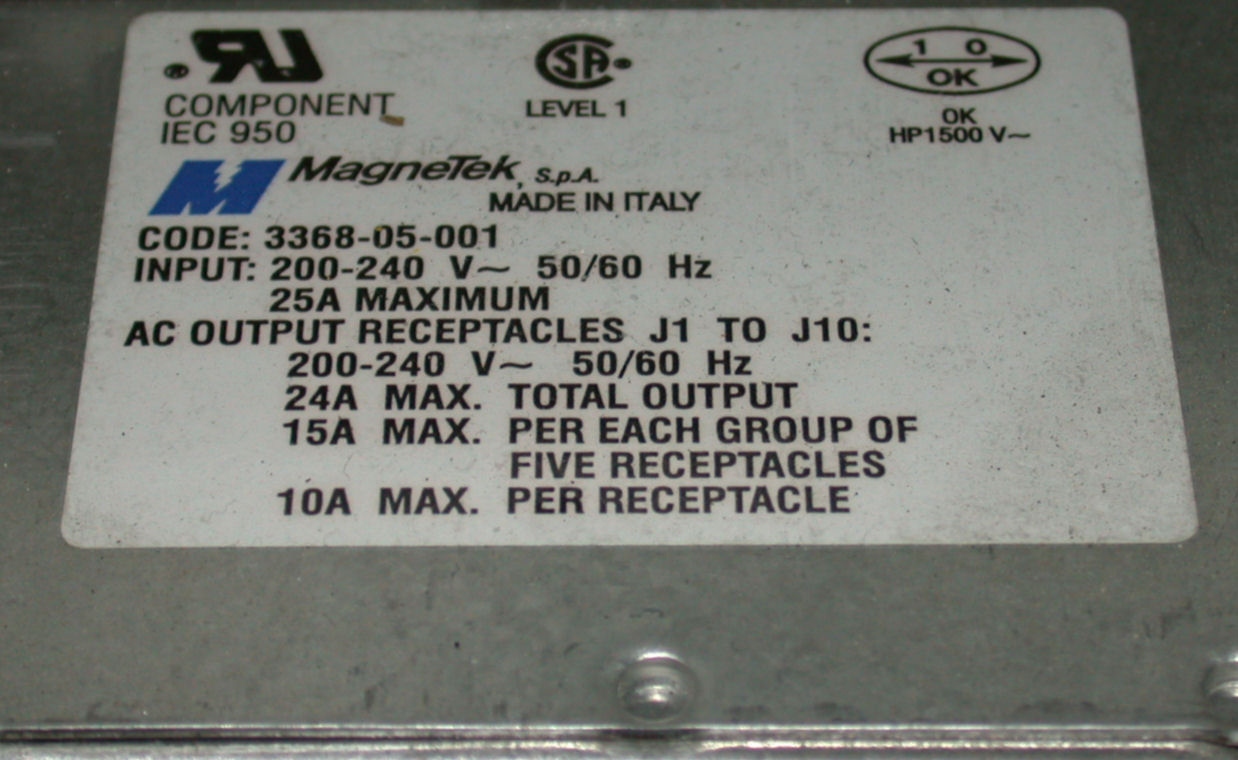 RU
COMPONENT
IEC 950
SA
LEVEL 1
1 0
OK
OK
HP1500 V~
M MagneTek, S.p.A.
MADE IN ITALY
CODE: 3368-05-001
INPUT: 200-240 V~ 50/60 Hz
25A MAXIMUM
AC OUTPUT RECEPTACLES J1 TO J10:
200-240 V~ 50/60 Hz
24A MAX. TOTAL OUTPUT
15A MAX. PER EACH GROUP OF
FIVE RECEPTACLES
10A MAX. PER RECEPTACLE